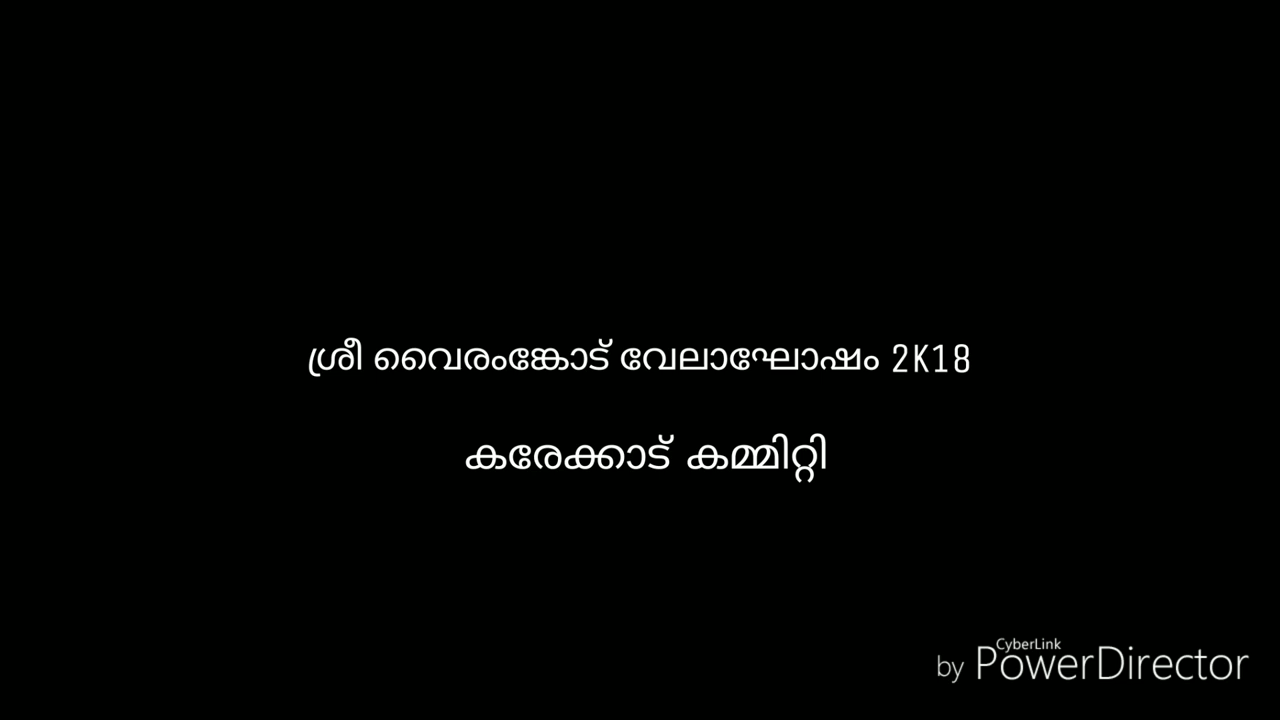 ശ്രീ വൈരംങ്കോട് വേലാഘോഷം 2K18
കരേക്കാട് കമ്മിറ്റി
by CyberLink PowerDirector